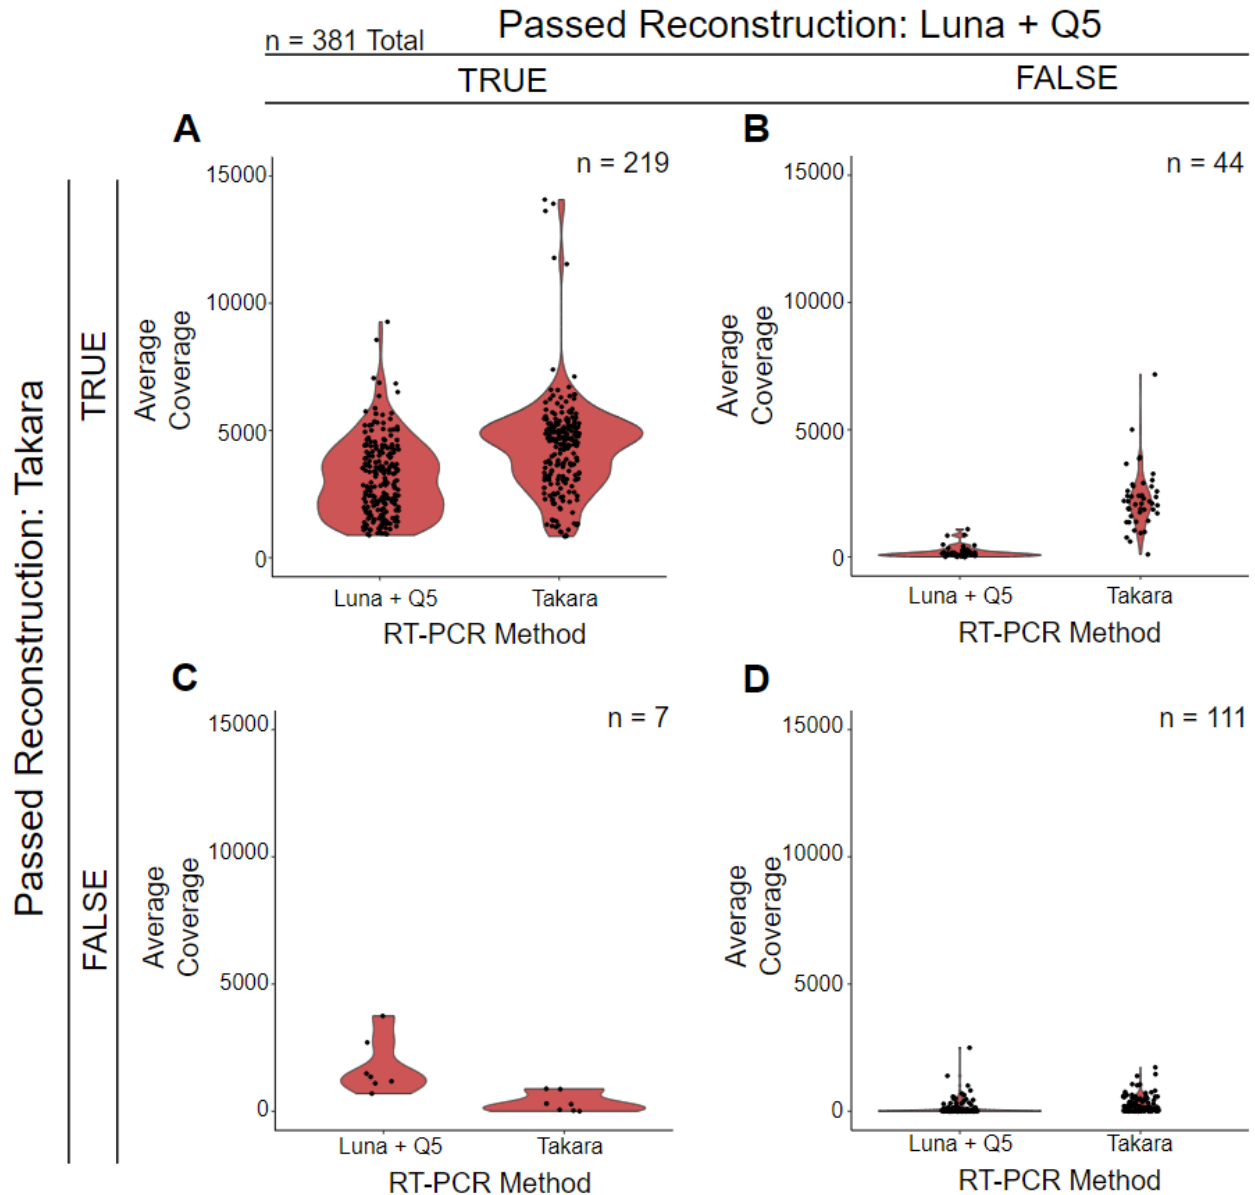 Passed Reconstruction: Luna + Q5
n = 381 Total
TRUE
FALSE
Passed Reconstruction: Takara
TRUE
FALSE
A
n = 219
15000
10000
5000
0
Average
Coverage
Luna + Q5
Takara
RT-PCR Method
B
n = 44
15000
10000
5000
0
Average
Coverage
Luna + Q5
Takara
RT-PCR Method
C
n = 7
15000
10000
5000
0
Average
Coverage
Luna + Q5
Takara
RT-PCR Method
D
n = 111
15000
10000
5000
0
Average
Coverage
Luna + Q5
Takara
RT-PCR Method